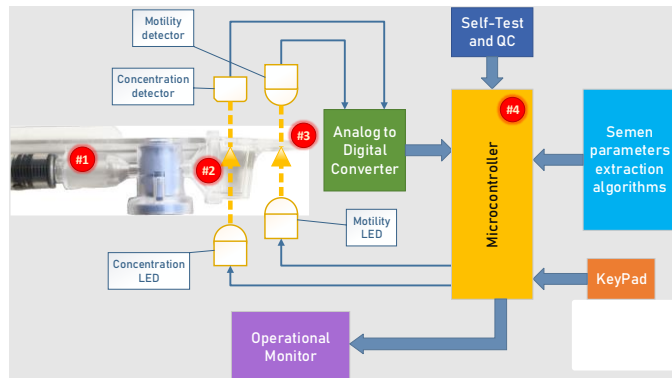 Motility
detector
Concentration
detector
Self-Test
and QC
#1
#2
#3
#4
Analog to
Digital
Converter
Microcontroller
Semen
parameters
extraction
algorithms
Motility
LED
Concentration
LED
KeyPad
Operational
Monitor